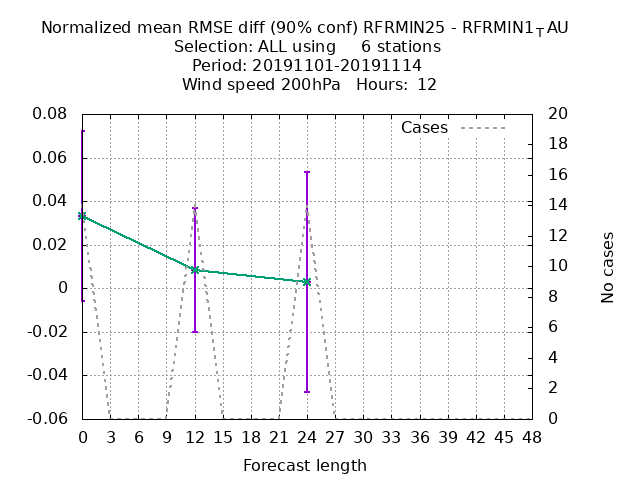 Normalized mean RMSE diff (90% conf) RFRMIN25 - RFRMIN1TAU
Selection: ALL using 6 stations
Period: 20191101-20191114
Wind speed 200hPa Hours: 12
Cases
0.08
0.06
0.04
0.02
0
-0.02
-0.04
-0.06
20
18
16
14
12
10
8
6
4
2
0
No cases
0 3 6 9 12 15 18 21 24 27 30 33 36 39 42 45 48
Forecast length